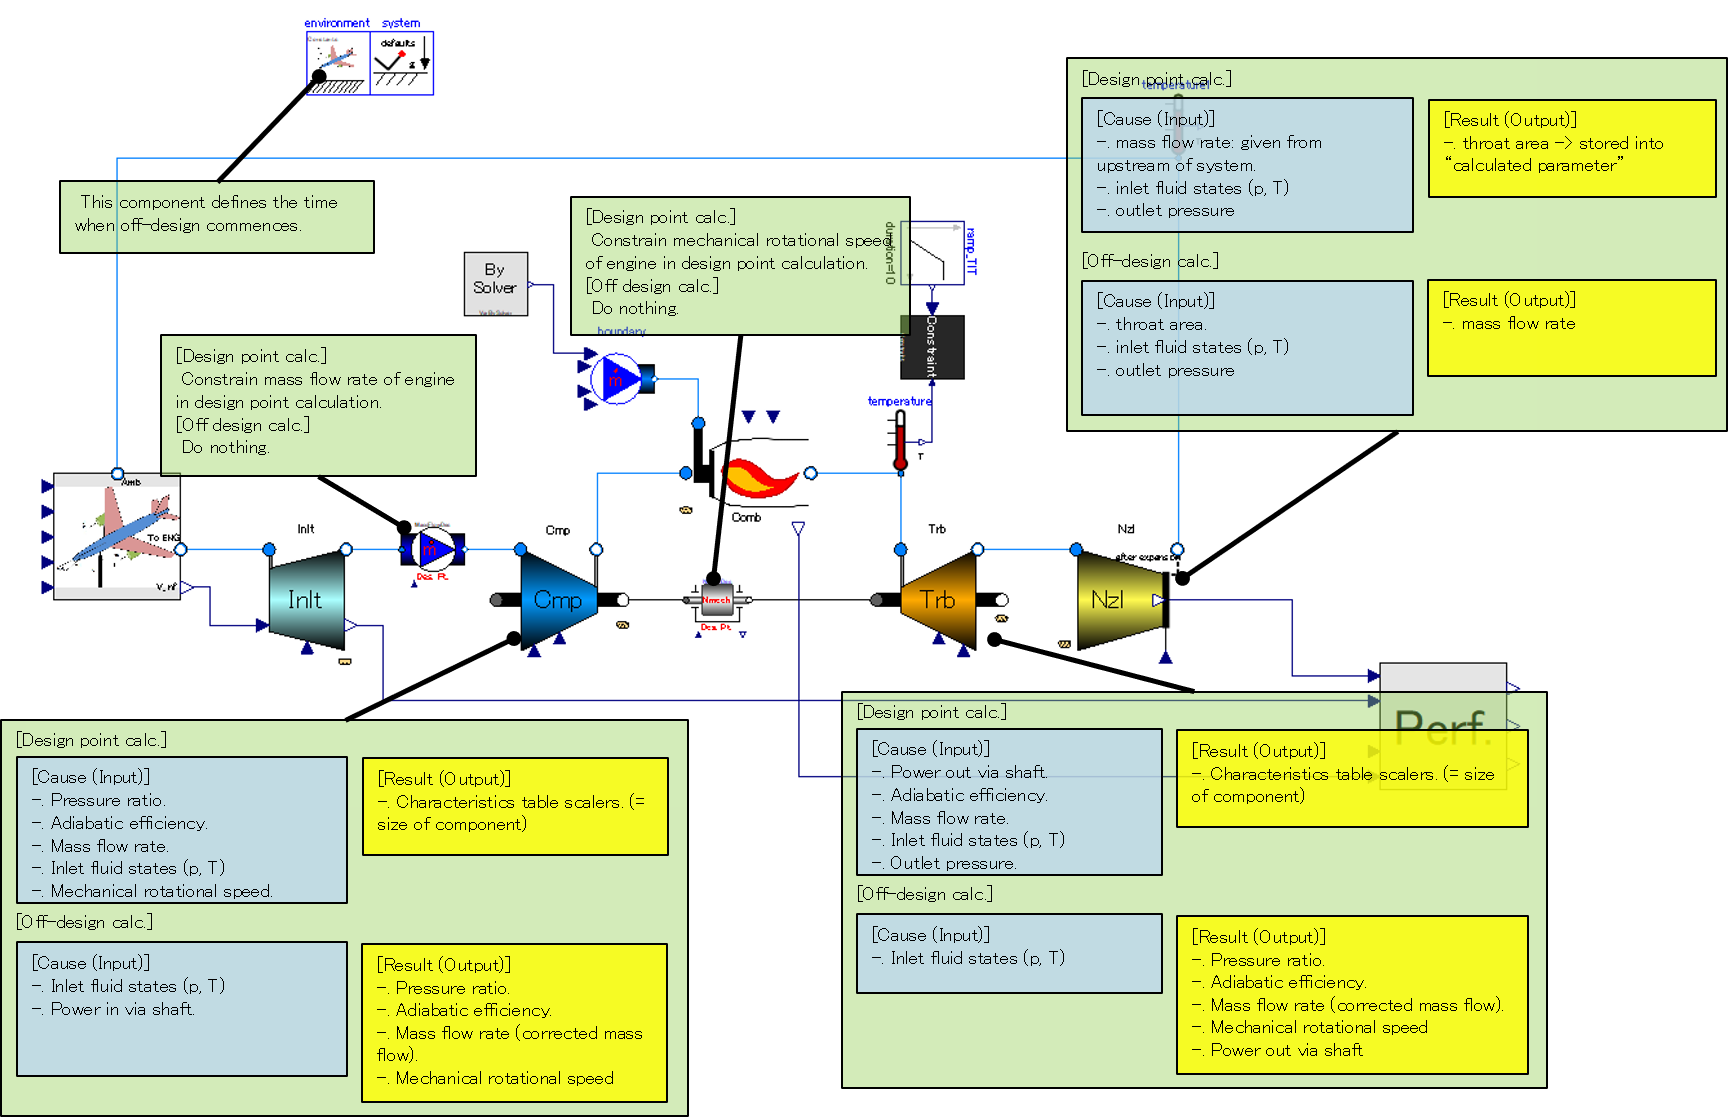 environment system
Constants
defaults
g
This component defines the time
when off-design commences.
[Design point calc.]
temperature1
[Cause (Input)]
-. mass flow rate: given from
upstream of system.
-. inlet fluid states (p, T)
-. outlet pressure
[Result (Output)]
-. throat area -> stored into
“calculated parameter”
[Off-design calc.]
[Cause (Input)]
-. throat area.
-. inlet fluid states (p, T)
-. outlet pressure
[Result (Output)]
-. mass flow rate
[Design point calc.]
Constrain mechanical rotational speed
of engine in design point calculation.
[Off design calc.]
Do nothing.
duration=10
ramp_TIT
Constraint
By
Solver
boundary
m
temperature
T
[Design point calc.]
Constrain mass flow rate of engine
in design point calculation.
[Off design calc.]
Do nothing.
Amb
To ENG
V_inf
Inlt
Inlt
m
Des. Pt.
Cmp
Cmp
Comb
Nmech
Des. Pt.
Trb
Trb
Nzl
after expansion
Nzl
Perf.
[Design point calc.]
[Cause (Input)]
-. Pressure ratio.
-. Adiabatic efficiency.
-. Mass flow rate.
-. Inlet fluid states (p, T)
-. Mechanical rotational speed.
[Result (Output)]
-. Characteristics table scalers. (=
size of component)
[Off-design calc.]
[Cause (Input)]
-. Inlet fluid states (p, T)
-. Power in via shaft.
[Result (Output)]
-. Pressure ratio.
-. Adiabatic efficiency.
-. Mass flow rate (corrected mass
flow).
-. Mechanical rotational speed
[Design point calc.]
[Cause (Input)]
-. Power out via shaft.
-. Adiabatic efficiency.
-. Mass flow rate.
-. Inlet fluid states (p, T)
-. Outlet pressure.
[Result (Output)]
-. Characteristics table scalers. (= size
of component)
[Off-design calc.]
[Cause (Input)]
-. Inlet fluid states (p, T)
[Result (Output)]
-. Pressure ratio.
-. Adiabatic efficiency.
-. Mass flow rate (corrected mass flow).
-. Mechanical rotational speed
-. Power out via shaft